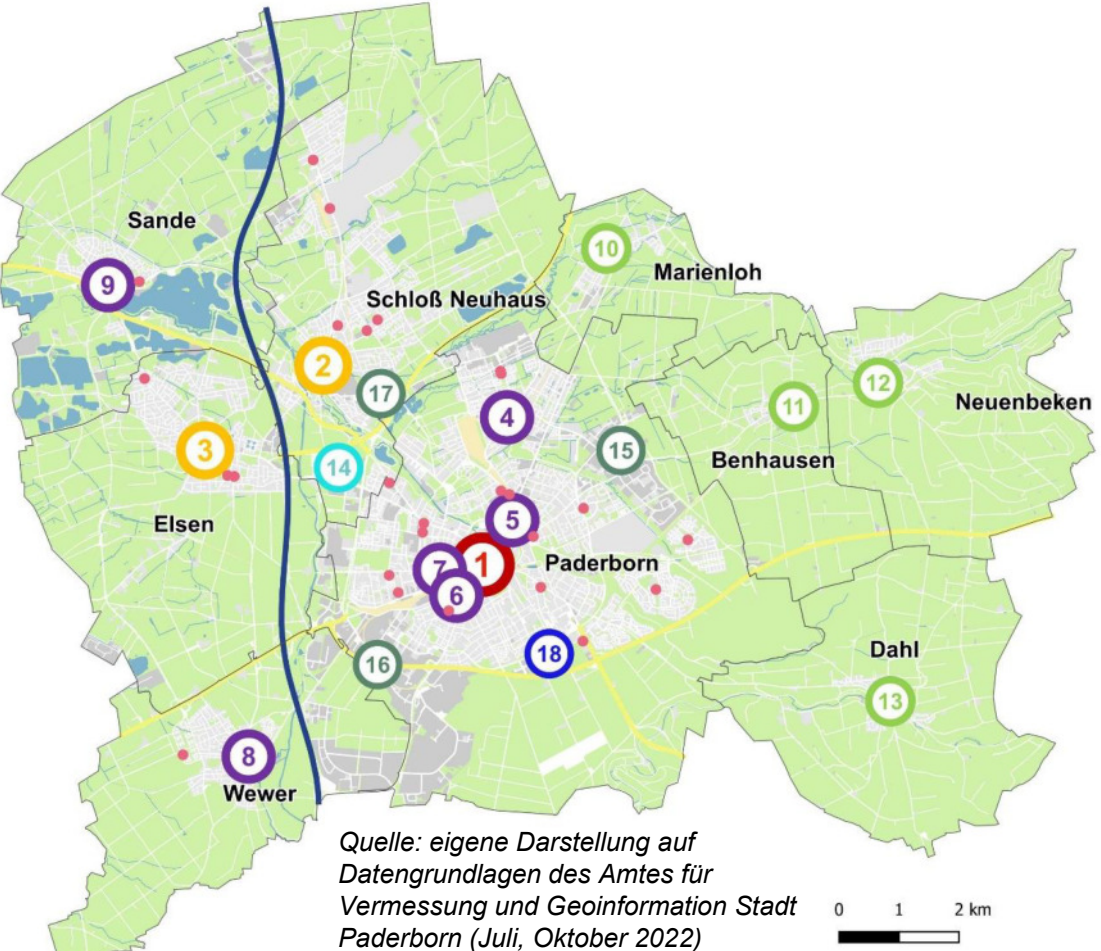 Sande
9
10
Marienloh
Schloß Neuhaus
2
17
12
11
4
Neuenbeken
3
15
14
Benhausen
Elsen
5
7
1
Paderborn
6
18
Dahl
16
13
8
Wewer
Quelle: eigene Darstellung auf
Datengrundlagen des Amtes für
Vermessung und Geoinformation Stadt
Paderborn (Juli, Oktober 2022)
0 1 2 km